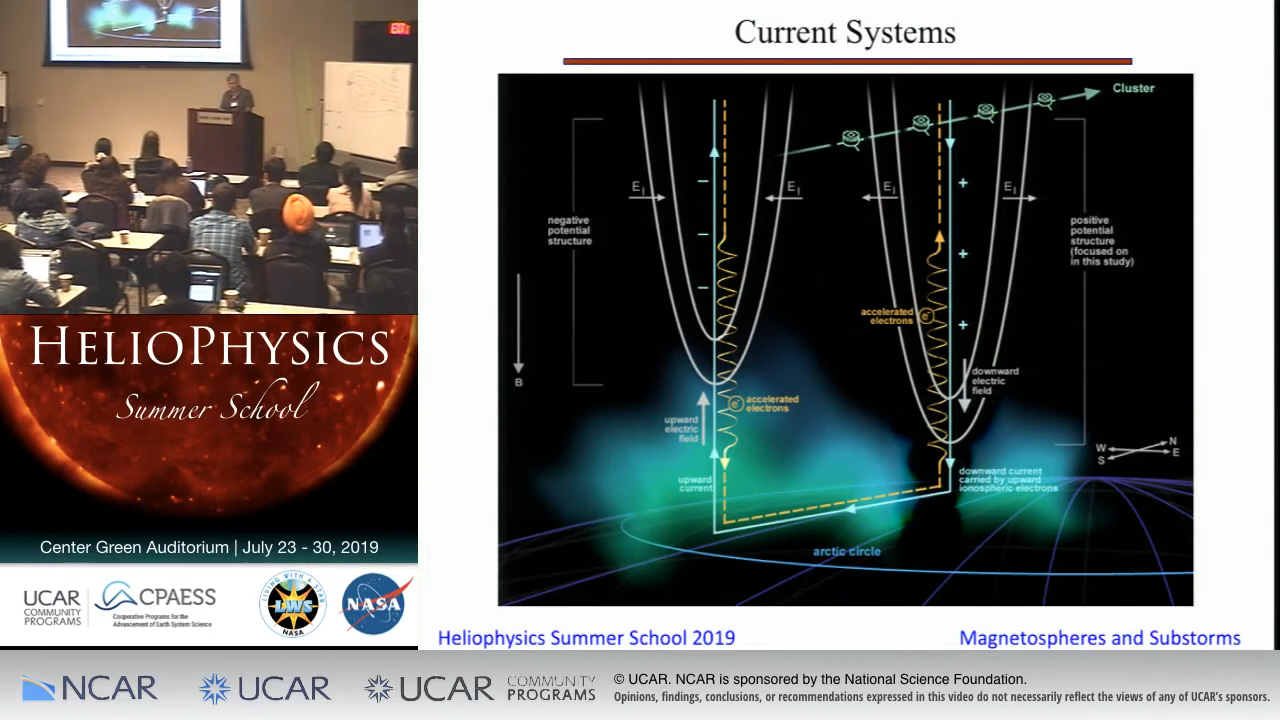 EXIT
HELIOPHYSICS
Summer School
Center Green Auditorium | July 23 - 30, 2019
UCAR
COMMUNITY
PROGRAMS
CPAESS
Cooperative Programs for the
Advancement of Earth System Science
LIVING WITH A STAR
LWS
NASA
NASA
Current Systems
Cluster
negative
potential
structure
E
E
E
E
positive
potential
structure
(focused on
in this study)
B
accelerated
electrons
e-
downward
electric
field
e-
accelerated
electrons
upward
electric
field
upward
current
downward current
carried by upward
ionospheric electrons
W
N
S
E
arctic circle
Heliophysics Summer School 2019
Magnetospheres and Substorms
NCAR
UCAR
UCAR
COMMUNITY
PROGRAMS
© UCAR. NCAR is sponsored by the National Science Foundation.
Opinions, findings, conclusions, or recommendations expressed in this video do not necessarily reflect the views of any of UCAR's sponsors.